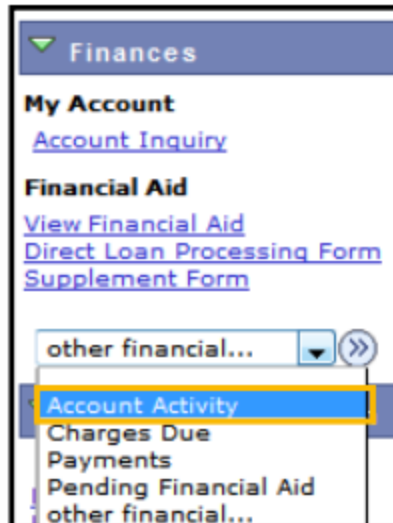 Finances
My Account
Account Inquiry
Financial Aid
View Financial Aid
Direct Loan Processing Form
Supplement Form
other financial...
Account Activity
Charges Due
Payments
Pending Financial Aid
other financial...